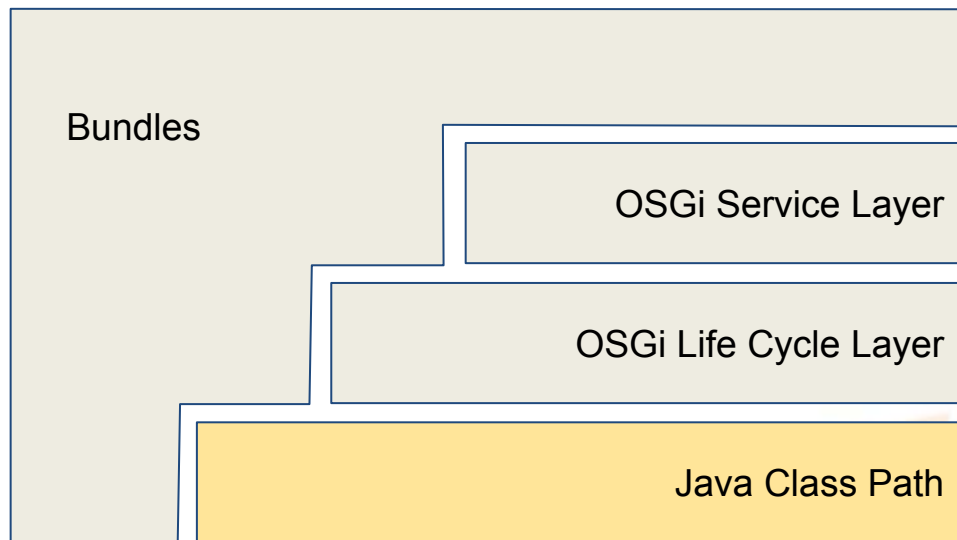 Bundles
OSGi Service Layer
OSGi Life Cycle Layer
Java Class Path